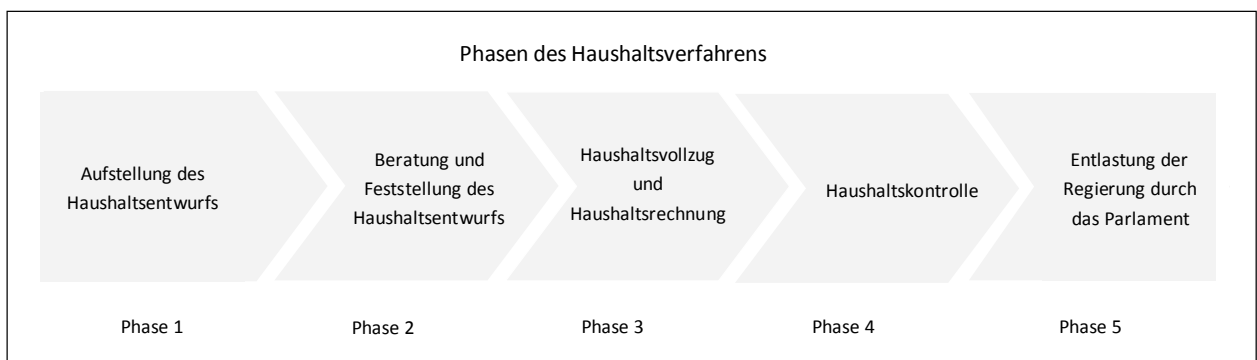 Phasen des Haushaltsverfahrens
Aufstellung des
Haushaltsentwurfs
Beratung und
Feststellung des
Haushaltsentwurfs
Haushaltsvollzug
und
Haushaltsrechnung
Haushaltskontrolle
Entlastung der
Regierung durch
das Parlament
Phase 1
Phase 2
Phase 3
Phase 4
Phase 5